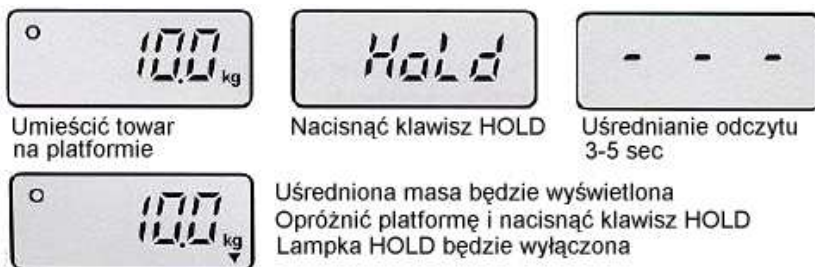 10.0 kg
HoLd
- - -
Umieścić towar
na platformie
Nacisnąć klawisz HOLD
Uśrednianie odczytu
3-5 sec
10.0 kg
Uśredniona masa będzie wyświetlona
Opróżnić platformę i nacisnąć klawisz HOLD
Lampka HOLD będzie wyłączona